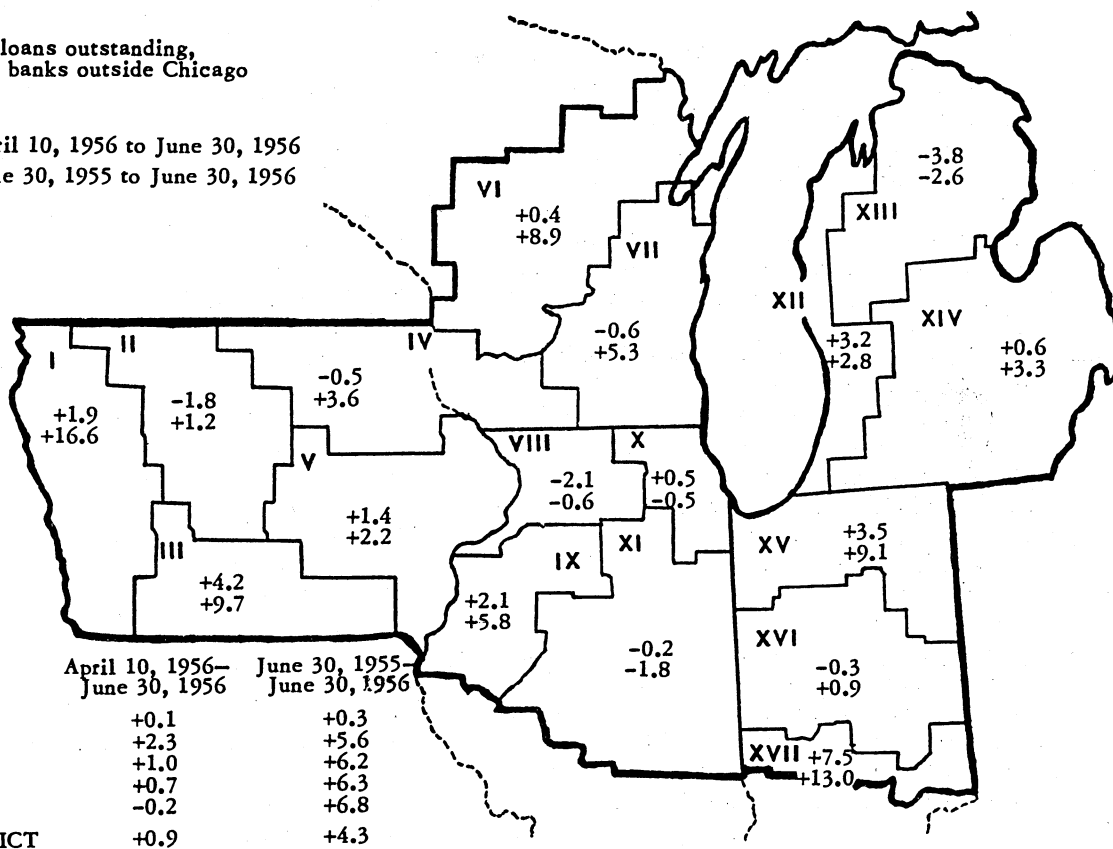 loans outstanding,
banks outside Chicago
ril 10, 1956 to June 30, 1956
e 30, 1955 to June 30, 1956
VI
+0.4
+8.9
-3.8
-2.6
XIII
VII
-0.6
+5.3
XII
+3.2
+2.8
XIV
+0.6
+3.3
I
+1.9
+16.6
II
-1.8
+1.2
IV
-0.5
+3.6
V
+1.4
+2.2
III
+4.2
+9.7
VIII
-2.1
-0.6
X
+0.5
-0.5
IX
+2.1
+5.8
XI
-0.2
-1.8
XV
+3.5
+9.1
XVI
-0.3
+0.9
XVII
+7.5
+13.0
April 10, 1956– June 30, 1955–
June 30, 1956 June 30, 1956
+0.1 +0.3
+2.3 +5.6
+1.0 +6.2
+0.7 +6.3
-0.2 +6.8
ICT +0.9 +4.3